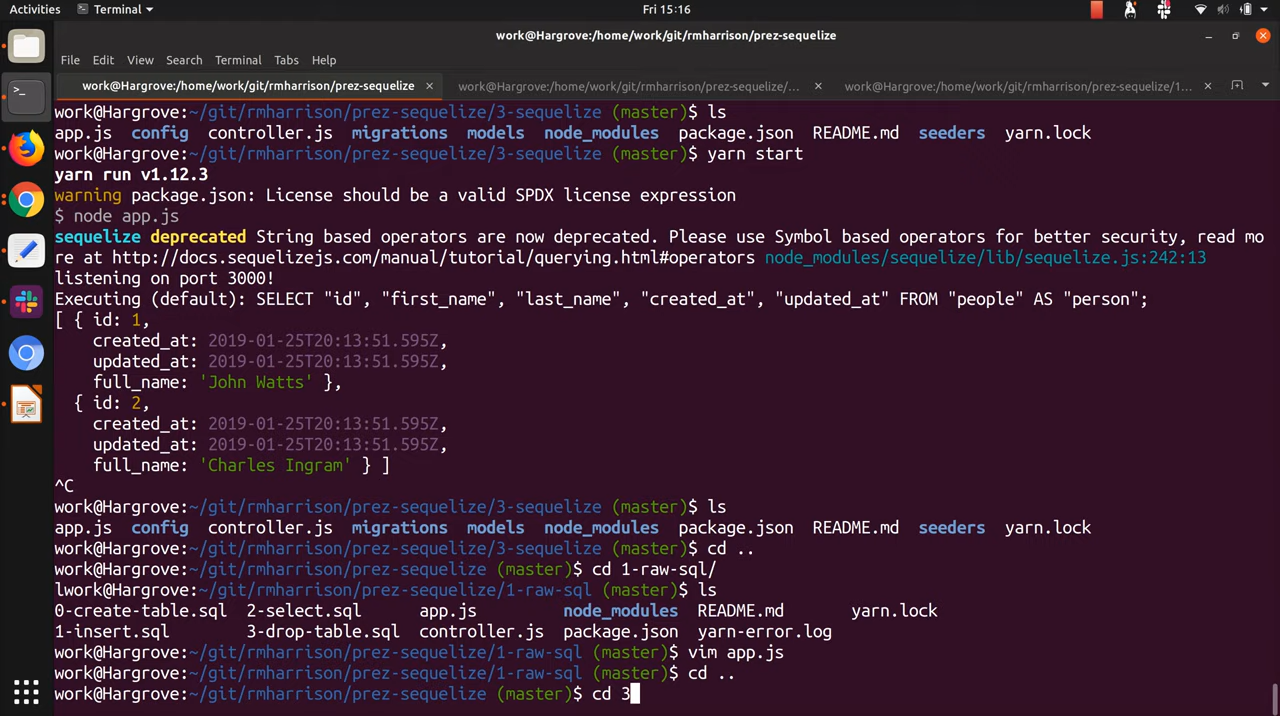 Activities
Terminal
Fri 15:16
work@Hargrove:/home/work/git/rmharrison/prez-sequelize
File Edit Search Terminal Tabs Help
work@Hargrove:/home/work/git/rmharrison/prez-sequelize
work@Hargrove:/home/work/git/rmharrison/prez-sequelize/...
work@Hargrove:/home/work/git/rmharrison/prez-sequelize/1...
work@Hargrove:~/git/rmharrison/prez-sequelize/3-sequelize (master)$ ls
app.js config controller.js migrations models node_modules package.json README.md seeders yarn.lock
work@Hargrove:~/git/rmharrison/prez-sequelize/3-sequelize (master)$ yarn start
yarn run v1.12.3
warning package.json: License should be a valid SPDX license expression
$ node app.js
sequelize deprecated String based operators are now deprecated. Please use Symbol based operators for better security, read mo
re at http://docs.sequelizejs.com/manual/tutorial/querying.html#operators node_modules/sequelize/lib/sequelize.js:242:13
listening on port 3000!
Executing (default): SELECT "id", "first_name", "last_name", "created_at", "updated_at" FROM "people" AS "person";
[ { id: 1,
created_at: 2019-01-25T20:13:51.595Z,
updated_at: 2019-01-25T20:13:51.595Z,
full_name: 'John Watts' },
{ id: 2,
created_at: 2019-01-25T20:13:51.595Z,
updated_at: 2019-01-25T20:13:51.595Z,
full_name: 'Charles Ingram' } ]
^C
work@Hargrove:~/git/rmharrison/prez-sequelize/3-sequelize (master)$ ls
app.js config controller.js migrations models node_modules package.json README.md seeders yarn.lock
work@Hargrove:~/git/rmharrison/prez-sequelize/3-sequelize (master)$ cd ..
work@Hargrove:~/git/rmharrison/prez-sequelize (master)$ cd 1-raw-sql/
lwork@Hargrove:~/git/rmharrison/prez-sequelize/1-raw-sql (master)$ ls
0-create-table.sql 2-select.sql app.js node_modules README.md yarn.lock
1-insert.sql 3-drop-table.sql controller.js package.json yarn-error.log
work@Hargrove:~/git/rmharrison/prez-sequelize/1-raw-sql (master)$ vim app.js
work@Hargrove:~/git/rmharrison/prez-sequelize/1-raw-sql (master)$ cd ..
work@Hargrove:~/git/rmharrison/prez-sequelize (master)$ cd 3